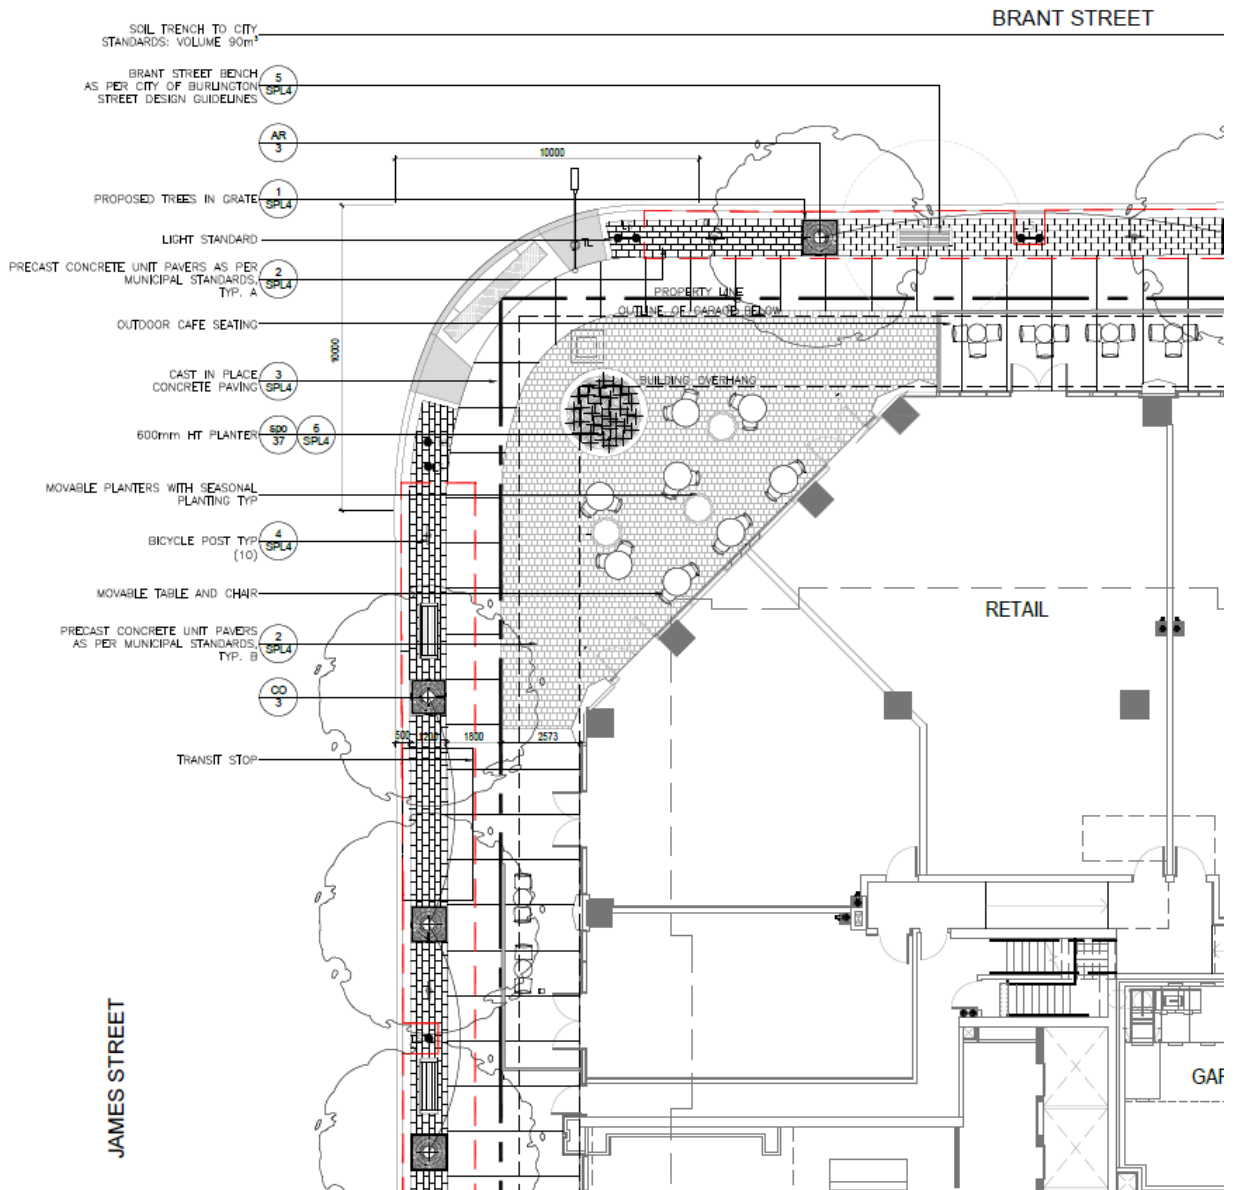 BRANT STREET
SOIL TRENCH TO CITY
STANDARDS: VOLUME 90m³
BRANT STREET BENCH
AS PER CITY OF BURLINGTON
STREET DESIGN GUIDELINES
5
SPL4
AR
3
10000
PROPOSED TREES IN GRATE
1
SPL4
LIGHT STANDARD
TL
PRECAST CONCRETE UNIT PAVERS AS PER
MUNICIPAL STANDARDS,
TYP. A
2
SPL4
PROPERTY LINE
OUTLINE OF GARAGE BELOW
OUTDOOR CAFE SEATING
10000
CAST IN PLACE
CONCRETE PAVING
3
SPL4
BUILDING OVERHANG
600mm HT PLANTER
spo
37
6
SPL4
MOVABLE PLANTERS WITH SEASONAL
PLANTING TYP
BICYCLE POST TYP
(10)
4
SPL4
MOVABLE TABLE AND CHAIR
RETAIL
PRECAST CONCRETE UNIT PAVERS
AS PER MUNICIPAL STANDARDS,
TYP. B
2
SPL4
CO
3
500 1200 1800 2573
TRANSIT STOP
JAMES STREET
GAR